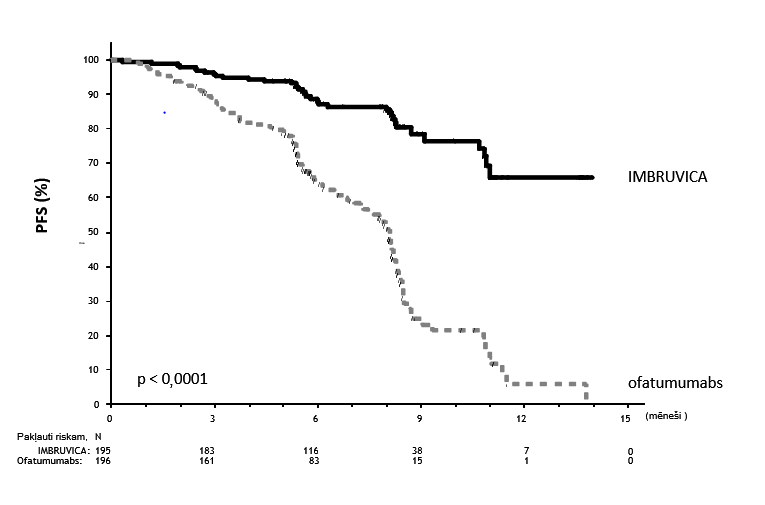 PFS (%)
100
90
80
70
60
50
40
30
20
10
0
IMBRUVICA
ofatumumabs
p < 0,0001
0 3 6 9 12 15 (mēneši )
Pakļauti riskam, N
IMBRUVICA: 195 183 116 38 7 0
Ofatumumabs: 196 161 83 15 1 0